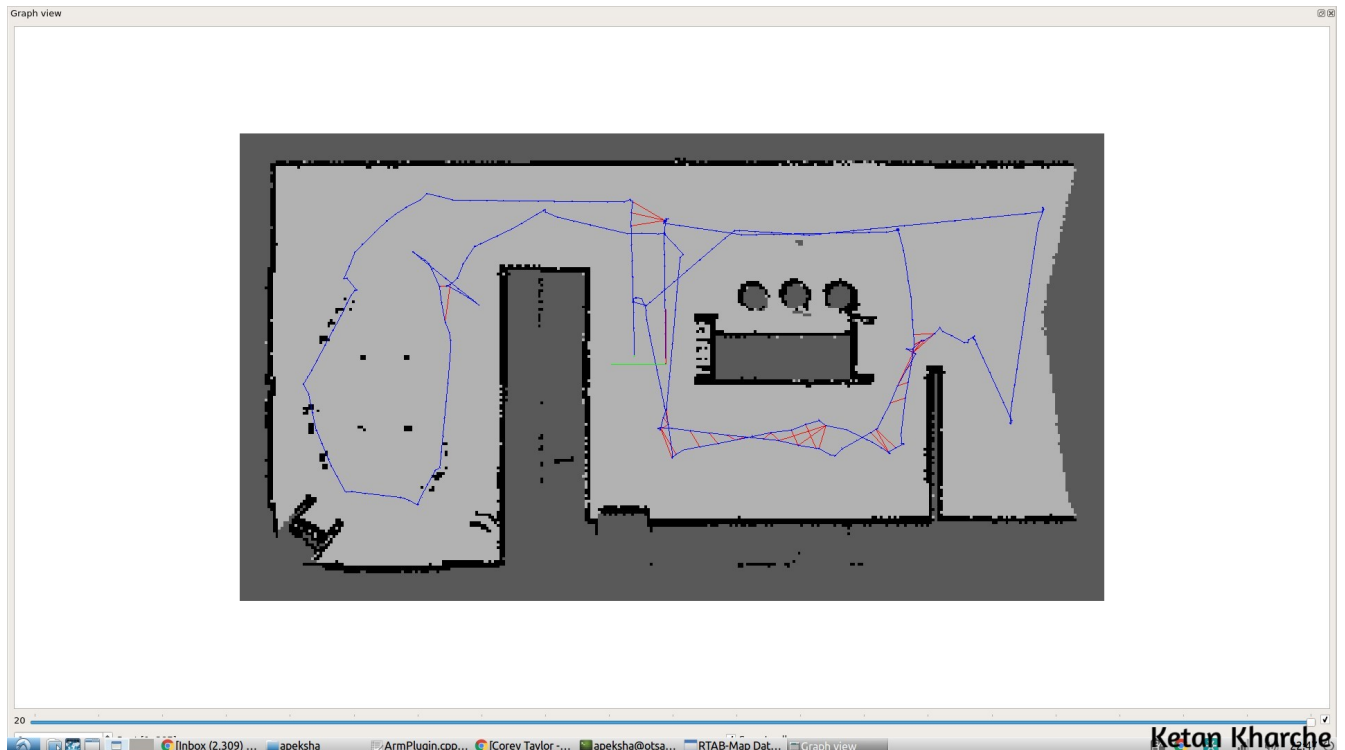 Graph view
20
Inbox (2,309) ...
apeksha
ArmPlugin.cpp...
[Corey Taylor -...
apeksha@otsa...
RTAB-Map Dat...
Graph view
Ketan Kharche